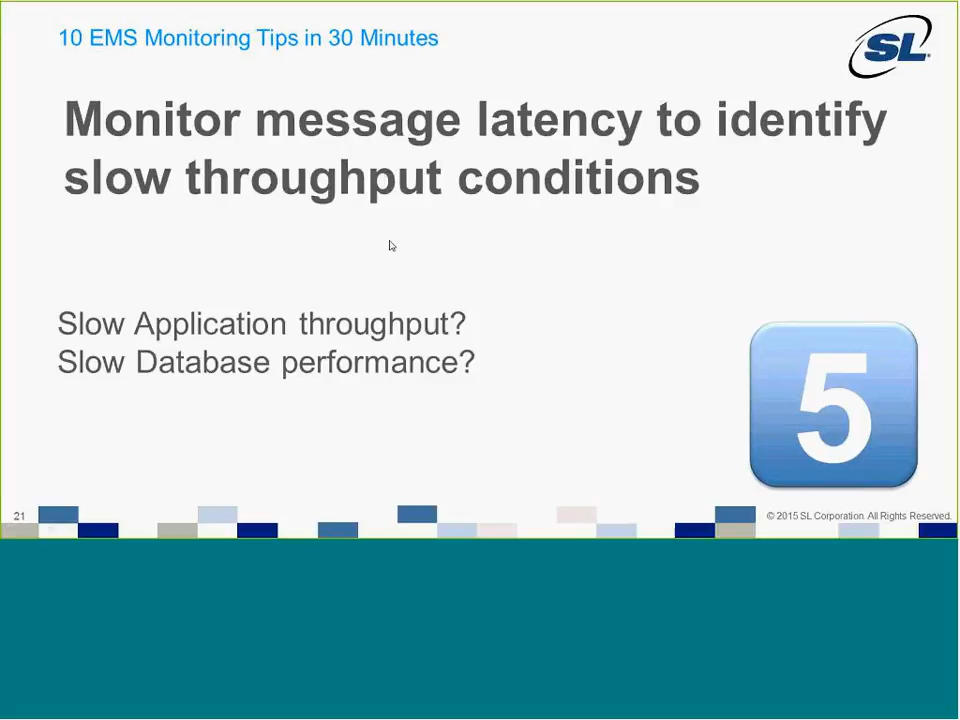 10 EMS Monitoring Tips in 30 Minutes
SL
Monitor message latency to identify
slow throughput conditions
Slow Application throughput?
Slow Database performance?
5
21
© 2015 SL Corporation. All Rights Reserved.